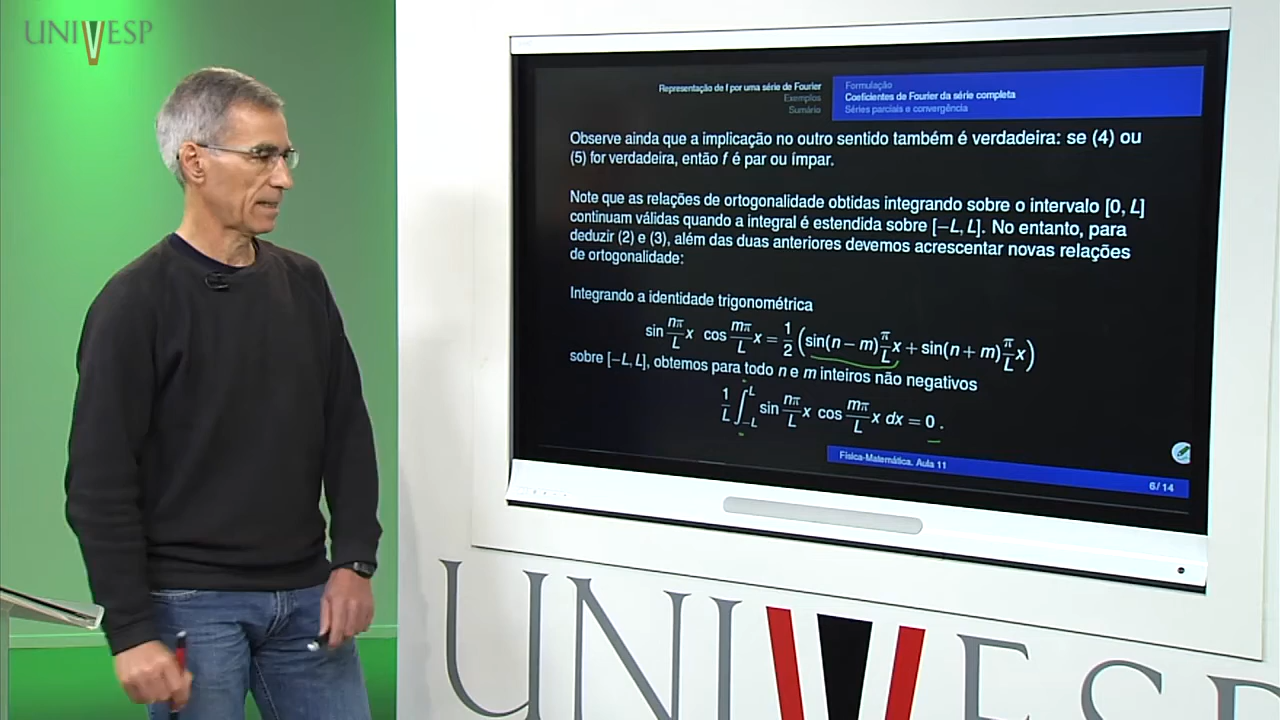 UNIVESP
Representação de f por uma série de Fourier
Exemplos
Sumário
Formulação
Coeficientes de Fourier da série completa
Séries parciais e convergência
Observe ainda que a implicação no outro sentido também é verdadeira: se (4) ou
(5) for verdadeira, então f é par ou ímpar.
Note que as relações de ortogonalidade obtidas integrando sobre o intervalo [0, L]
continuam válidas quando a integral é estendida sobre [−L, L]. No entanto, para
deduzir (2) e (3), além das duas anteriores devemos acrescentar novas relações
de ortogonalidade:
Integrando a identidade trigonométrica
sin nπ/L x cos mπ/L x = 1/2 (sin(n − m) π/L x + sin(n + m) π/L x)
sobre [−L, L], obtemos para todo n e m inteiros não negativos
1/L ∫_{−L}^{L} sin nπ/L x cos mπ/L x dx = 0 .
Física-Matemática. Aula 11
6/14
UNIVESP